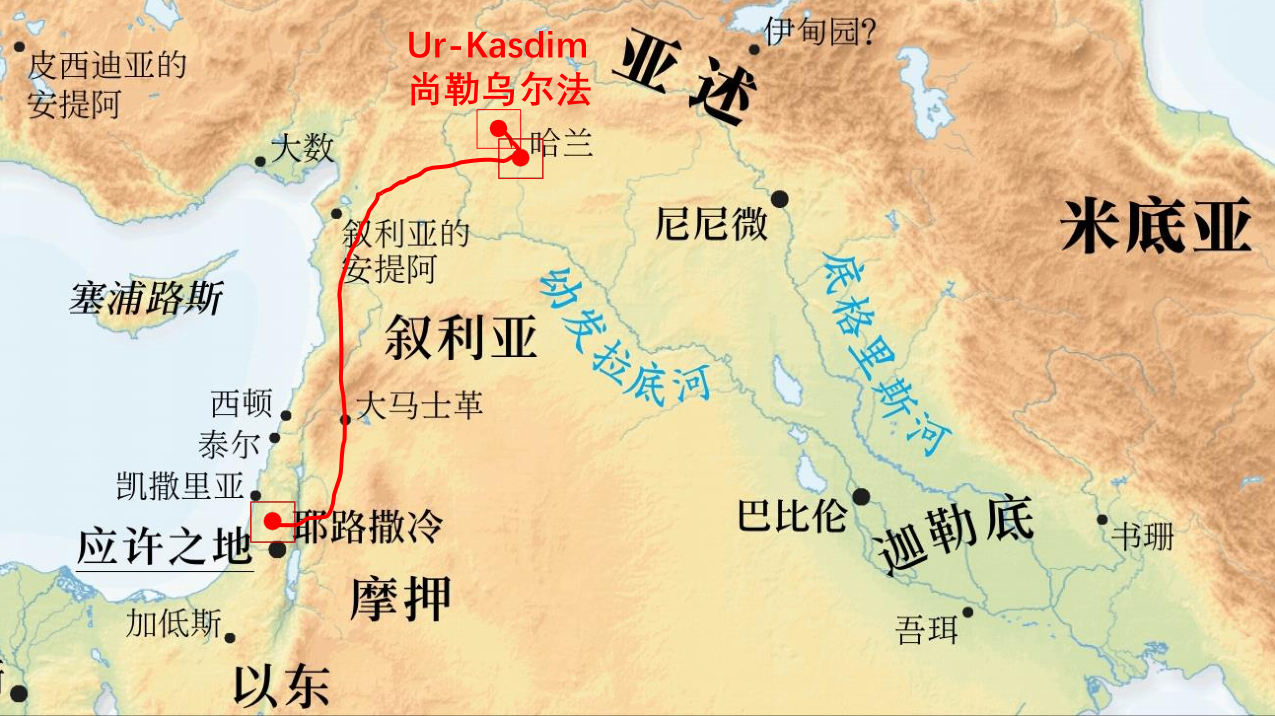 伊甸园?
Ur-Kasdim
尚勒乌尔法
亚述
皮西迪亚的
安提阿
大数
哈兰
叙利亚的
安提阿
尼尼微
米底亚
塞浦路斯
幼发拉底河
底格里斯河
叙利亚
西顿
大马士革
泰尔
凯撒里亚
耶路撒冷
应许之地
巴比伦
迦勒底
书珊
摩押
加低斯
吾珥
以东